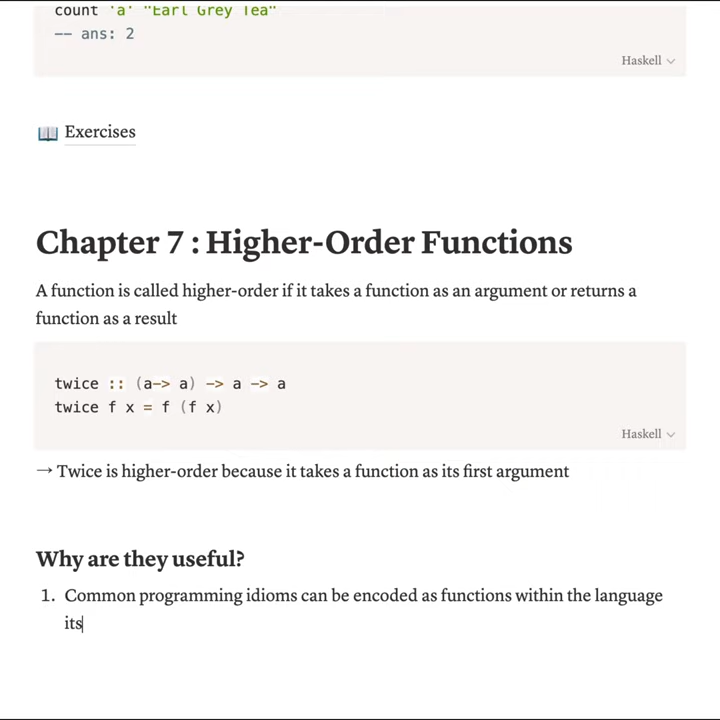 count 'a' "Earl Grey Tea"
-- ans: 2
Haskell
Exercises
Chapter 7 : Higher-Order Functions
A function is called higher-order if it takes a function as an argument or returns a
function as a result
twice :: (a-> a) -> a -> a
twice f x = f (f x)
Haskell
→ Twice is higher-order because it takes a function as its first argument
Why are they useful?
1. Common programming idioms can be encoded as functions within the language
its